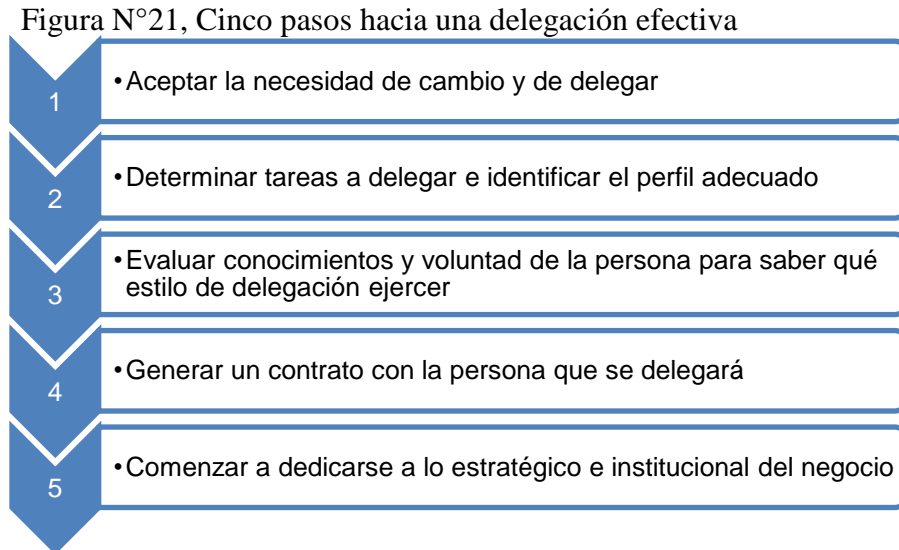 Figura N°21, Cinco pasos hacia una delegación efectiva
1
•Aceptar la necesidad de cambio y de delegar
2
•Determinar tareas a delegar e identificar el perfil adecuado
3
•Evaluar conocimientos y voluntad de la persona para saber qué
estilo de delegación ejercer
4
•Generar un contrato con la persona que se delegará
5
•Comenzar a dedicarse a lo estratégico e institucional del negocio